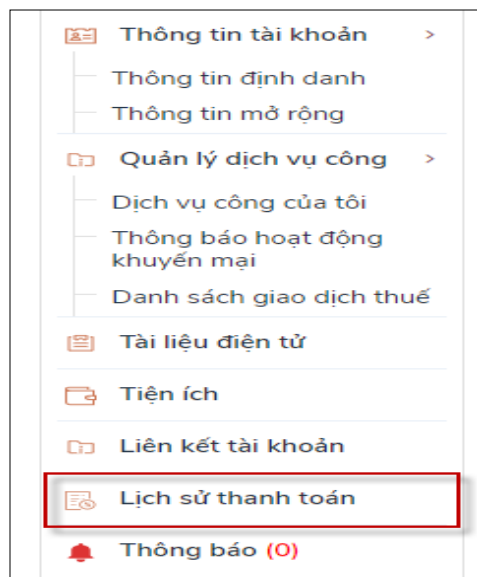 Thông tin tài khoản >
Thông tin định danh
Thông tin mở rộng
Quản lý dịch vụ công >
Dịch vụ công của tôi
Thông báo hoạt động
khuyến mại
Danh sách giao dịch thuế
Tài liệu điện tử
Tiện ích
Liên kết tài khoản
Lịch sử thanh toán
Thông báo (0)